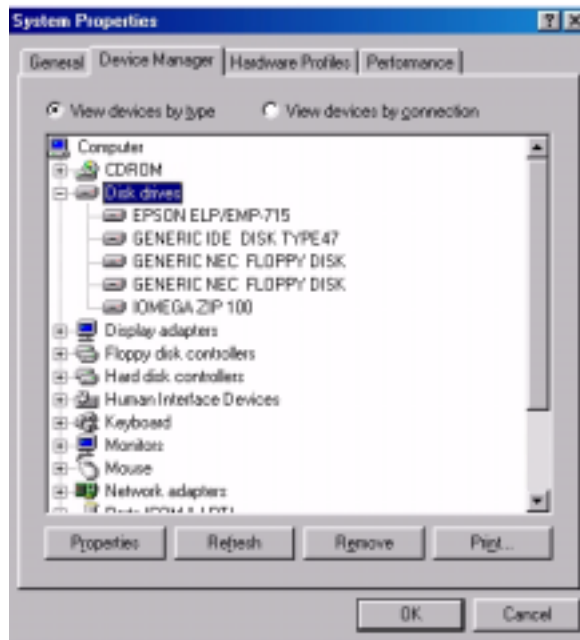 System Properties
General Device Manager Hardware Profiles Performance
View devices by type View devices by connection
Computer
CDROM
Disk drives
EPSON ELP/EMP-715
GENERIC IDE DISK TYPE47
GENERIC NEC FLOPPY DISK
GENERIC NEC FLOPPY DISK
IOMEGA ZIP 100
Display adapters
Floppy disk controllers
Hard disk controllers
Human Interface Devices
Keyboard
Monitors
Mouse
Network adapters
Ports (COM & LPT)
Properties Refresh Remove Print...
OK Cancel